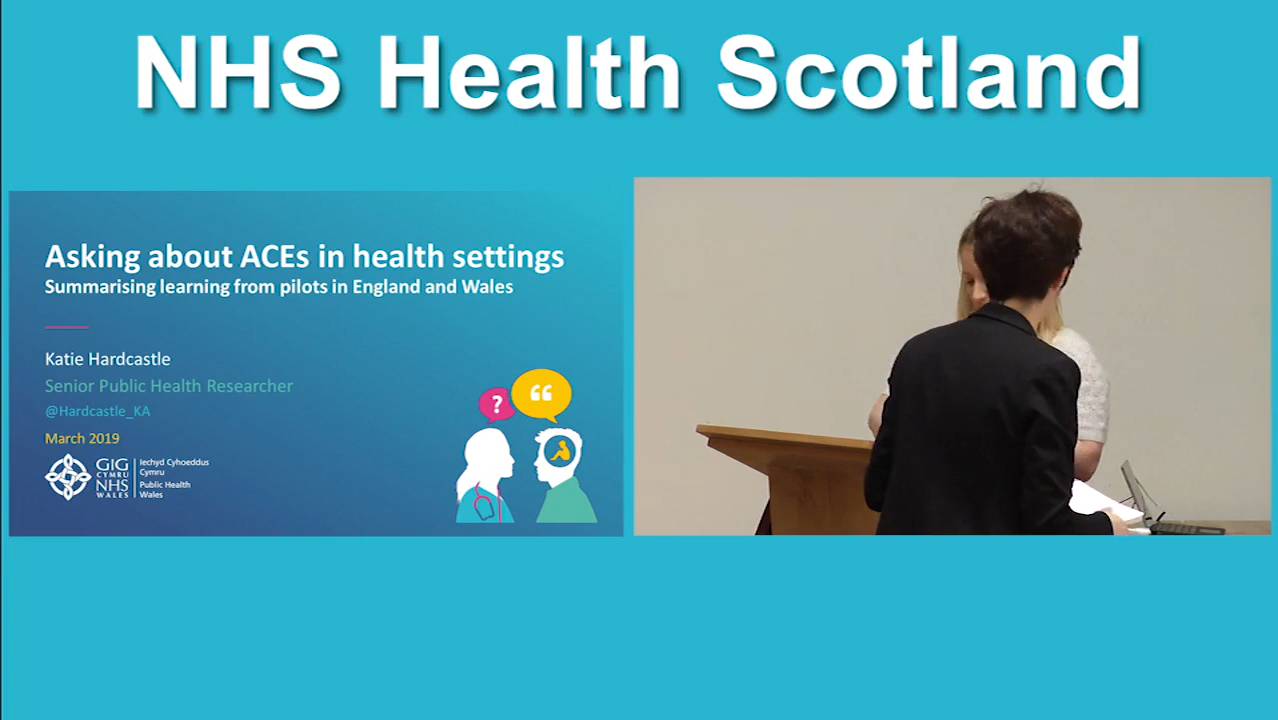 NHS Health Scotland
Asking about ACEs in health settings
Summarising learning from pilots in England and Wales
Katie Hardcastle
Senior Public Health Researcher
@Hardcastle_KA
March 2019
?
“
GIG
CYMRU
NHS
WALES
Iechyd Cyhoeddus
Cymru
Public Health
Wales